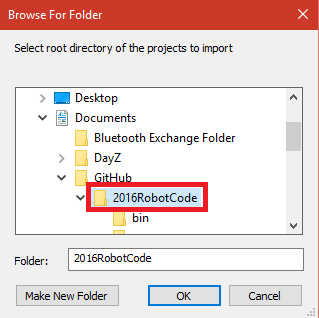 Browse For Folder
Select root directory of the projects to import
Desktop
Documents
Bluetooth Exchange Folder
DayZ
GitHub
2016RobotCode
bin
Folder: 2016RobotCode
Make New Folder OK Cancel